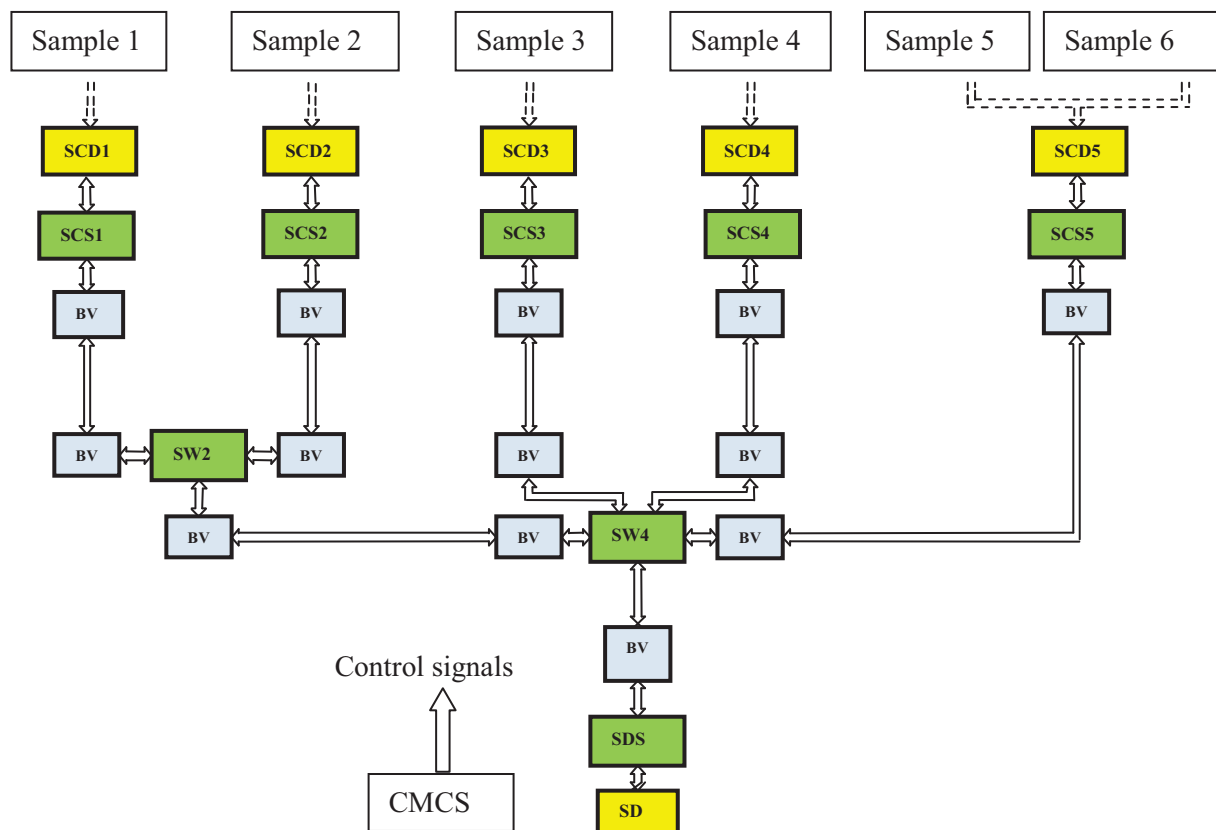 Sample 1
Sample 2
Sample 3
Sample 4
Sample 5
Sample 6
SCD1
SCD2
SCD3
SCD4
SCD5
SCS1
SCS2
SCS3
SCS4
SCS5
BV
BV
BV
BV
BV
BV
SW2
BV
BV
BV
BV
BV
SW4
BV
BV
Control signals
SDS
CMCS
SD